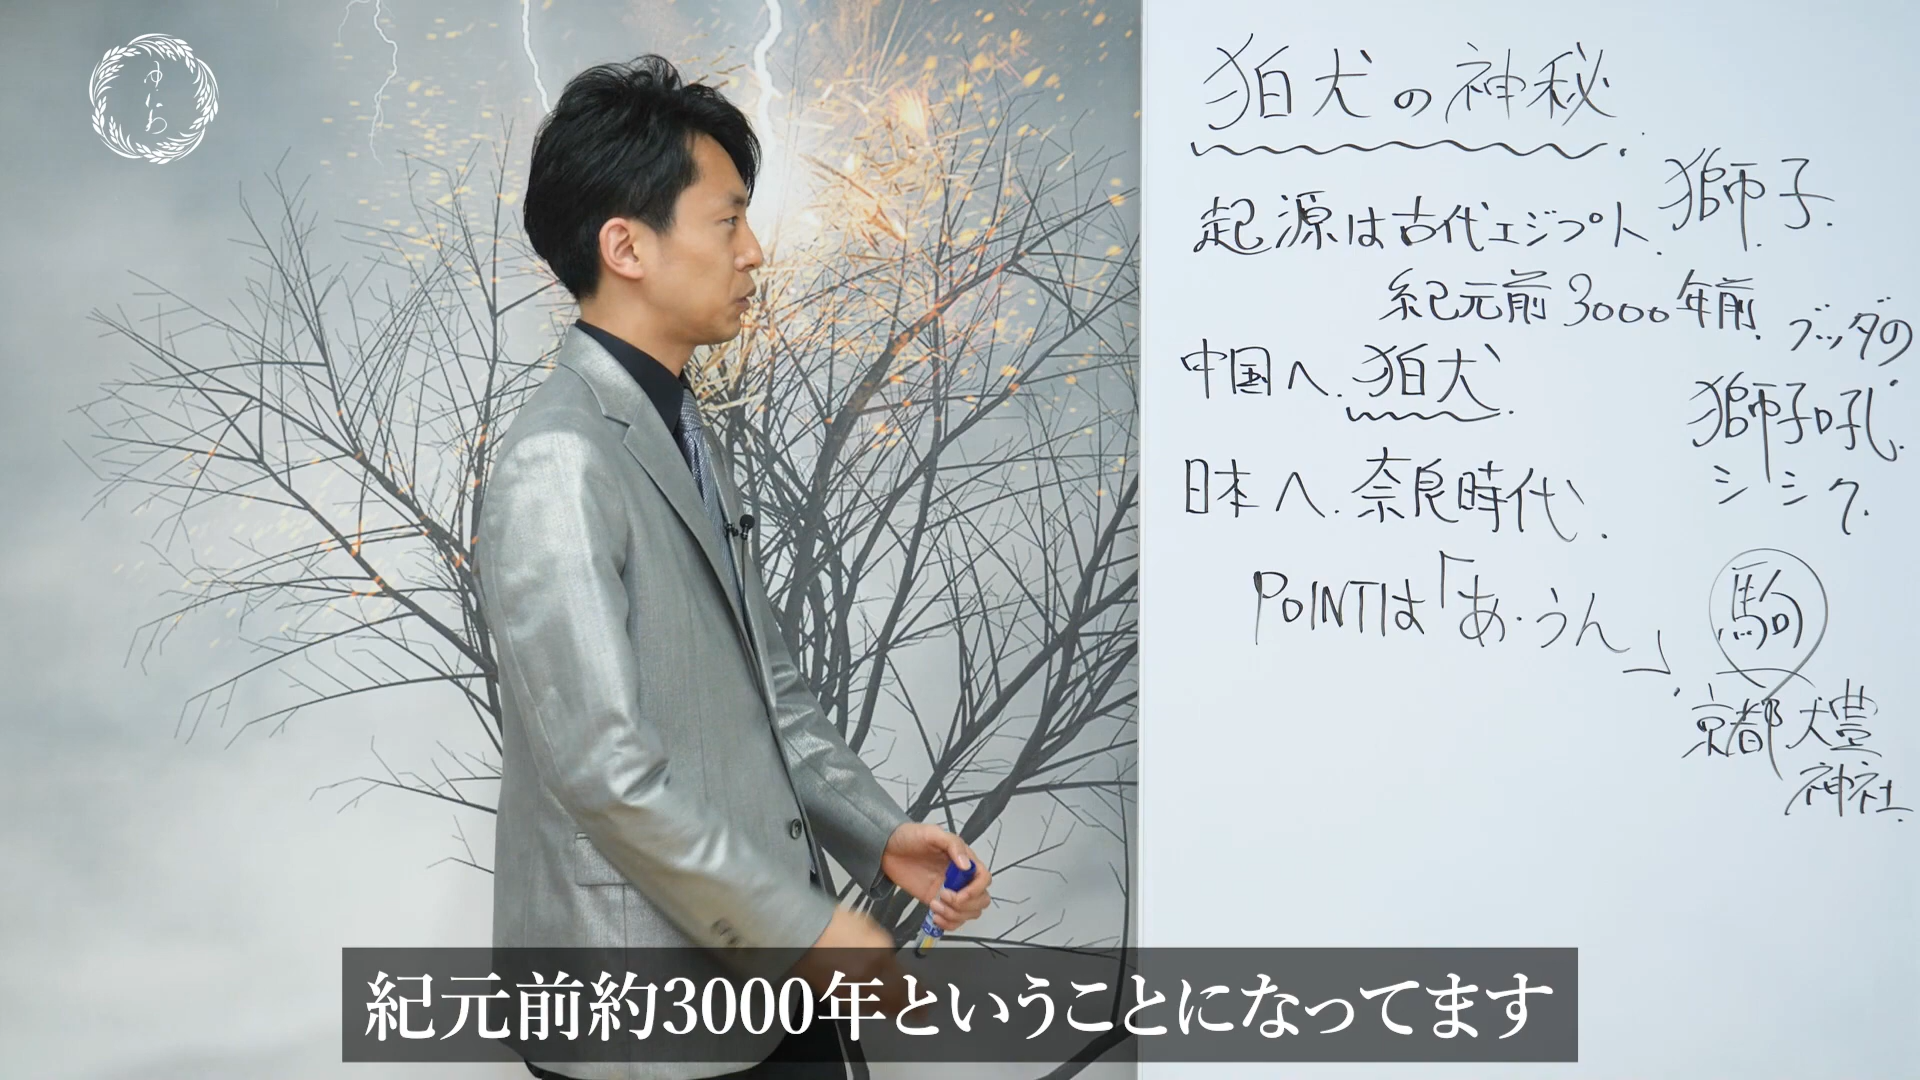 ゆにわ
狛犬の神秘
獅子.
起源は古代エジプト.
紀元前3000年前.
ブッダの
中国へ.狛犬.
獅子吼.
シシク.
日本へ.奈良時代.
POINTは「あ・うん」.
駒
京都大豊
神社.
紀元前約3000年ということになってます